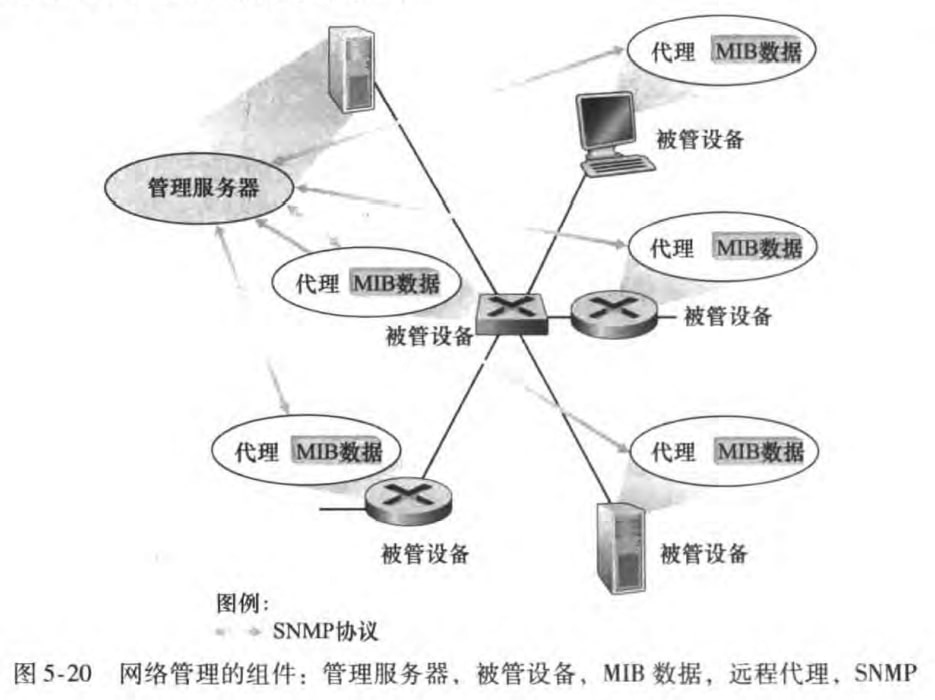 代理 MIB数据
被管设备
管理服务器
代理 MIB数据
代理 MIB数据
被管设备
被管设备
代理 MIB数据
代理 MIB数据
被管设备
被管设备
图例：
SNMP协议
图 5-20 网络管理的组件：管理服务器，被管设备，MIB 数据，远程代理，SNMP